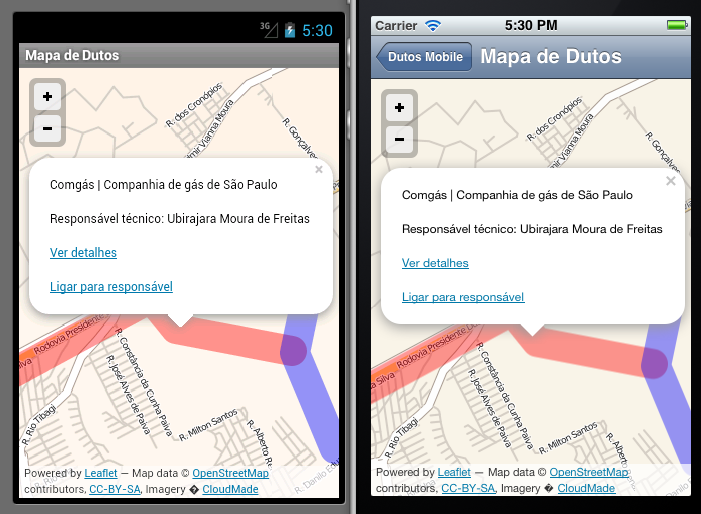 3G 5:30
Mapa de Dutos
+
−
R. dos Cronópios
mir Vianna Moura
R. Gonçalves
×
Comgás | Companhia de gás de São Paulo
Responsável técnico: Ubirajara Moura de Freitas
Ver detalhes
Ligar para responsável
Rodovia Presidente
R. Constância da Cunha Paiva
R. José Alves de Paiva
R. Rio Tibagi
R. Milton Santos
R. Alberto
R. Danilo
Powered by Leaflet — Map data © OpenStreetMap
contributors, CC-BY-SA, Imagery � CloudMade
Carrier 5:30 PM
Dutos Mobile
Mapa de Dutos
+
−
R. dos Cronópios
mir Vianna Moura
R. Gonçalves
×
Comgás | Companhia de gás de São Paulo
Responsável técnico: Ubirajara Moura de Freitas
Ver detalhes
Ligar para responsável
Silva
Rodovia Presidente
R. Constância da Cunha Paiva
R. José Alves de Paiva
R. Rio Tibagi
R. Milton Santos
R. Alberto
Powered by Leaflet — Map data © OpenStreetMap
contributors, CC-BY-SA, Imagery � CloudMade